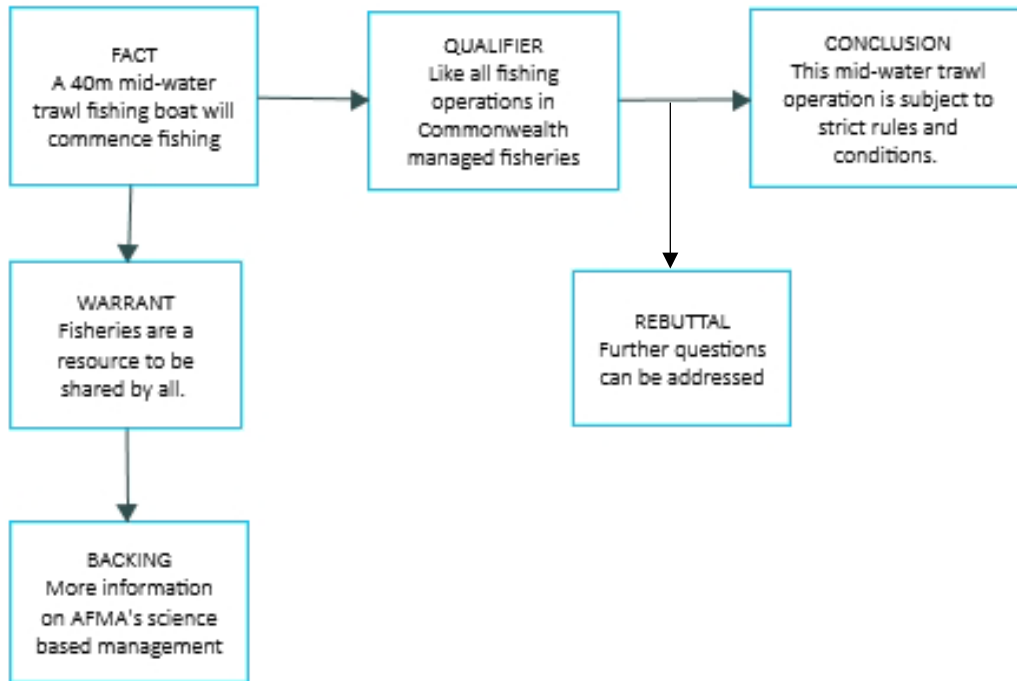 FACT
A 40m mid-water
trawl fishing boat will
commence fishing
QUALIFIER
Like all fishing
operations in
Commonwealth
managed fisheries
CONCLUSION
This mid-water trawl
operation is subject to
strict rules and
conditions.
WARRANT
Fisheries are a
resource to be
shared by all.
REBUTTAL
Further questions
can be addressed
BACKING
More information
on AFMA's science
based management